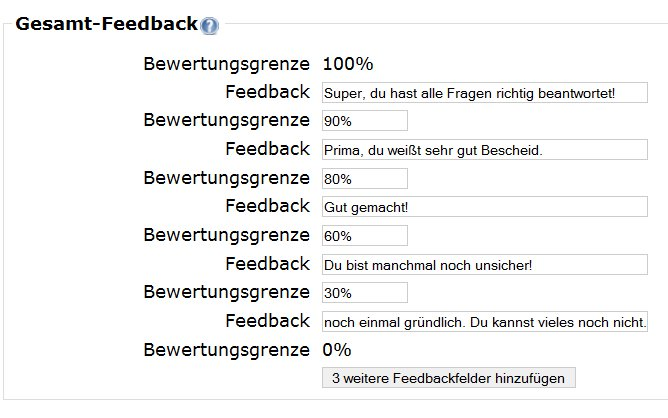 Gesamt-Feedback
Bewertungsgrenze 100%
Feedback Super, du hast alle Fragen richtig beantwortet!
Bewertungsgrenze 90%
Feedback Prima, du weißt sehr gut Bescheid.
Bewertungsgrenze 80%
Feedback Gut gemacht!
Bewertungsgrenze 60%
Feedback Du bist manchmal noch unsicher!
Bewertungsgrenze 30%
Feedback noch einmal gründlich. Du kannst vieles noch nicht.
Bewertungsgrenze 0%
3 weitere Feedbackfelder hinzufügen